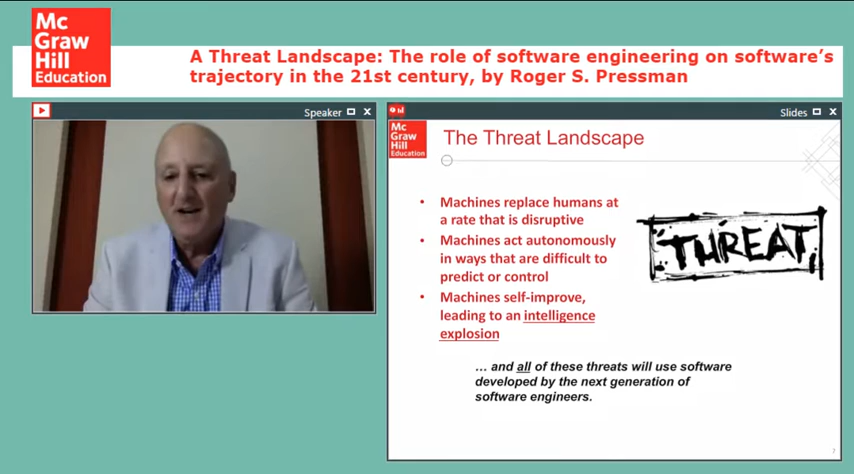 Mc
Graw
Hill
Education
A Threat Landscape: The role of software engineering on software's
trajectory in the 21st century, by Roger S. Pressman
Speaker
Slides
Mc
Graw
Hill
Education
The Threat Landscape
• Machines replace humans at
a rate that is disruptive
• Machines act autonomously
in ways that are difficult to
predict or control
• Machines self-improve,
leading to an intelligence
explosion
THREAT
... and all of these threats will use software
developed by the next generation of
software engineers.
7